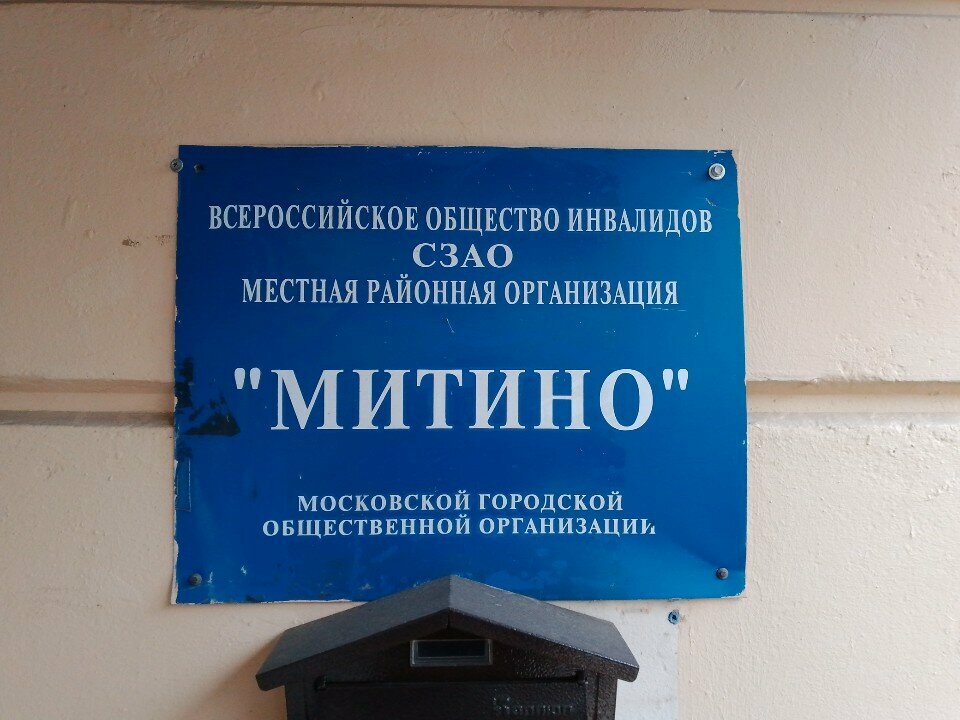 ВСЕРОССИЙСКОЕ ОБЩЕСТВО ИНВАЛИДОВ
СЗАО
МЕСТНАЯ РАЙОННАЯ ОРГАНИЗАЦИЯ
"МИТИНО"
МОСКОВСКОЙ ГОРОДСКОЙ
ОБЩЕСТВЕННОЙ ОРГАНИЗАЦИИ